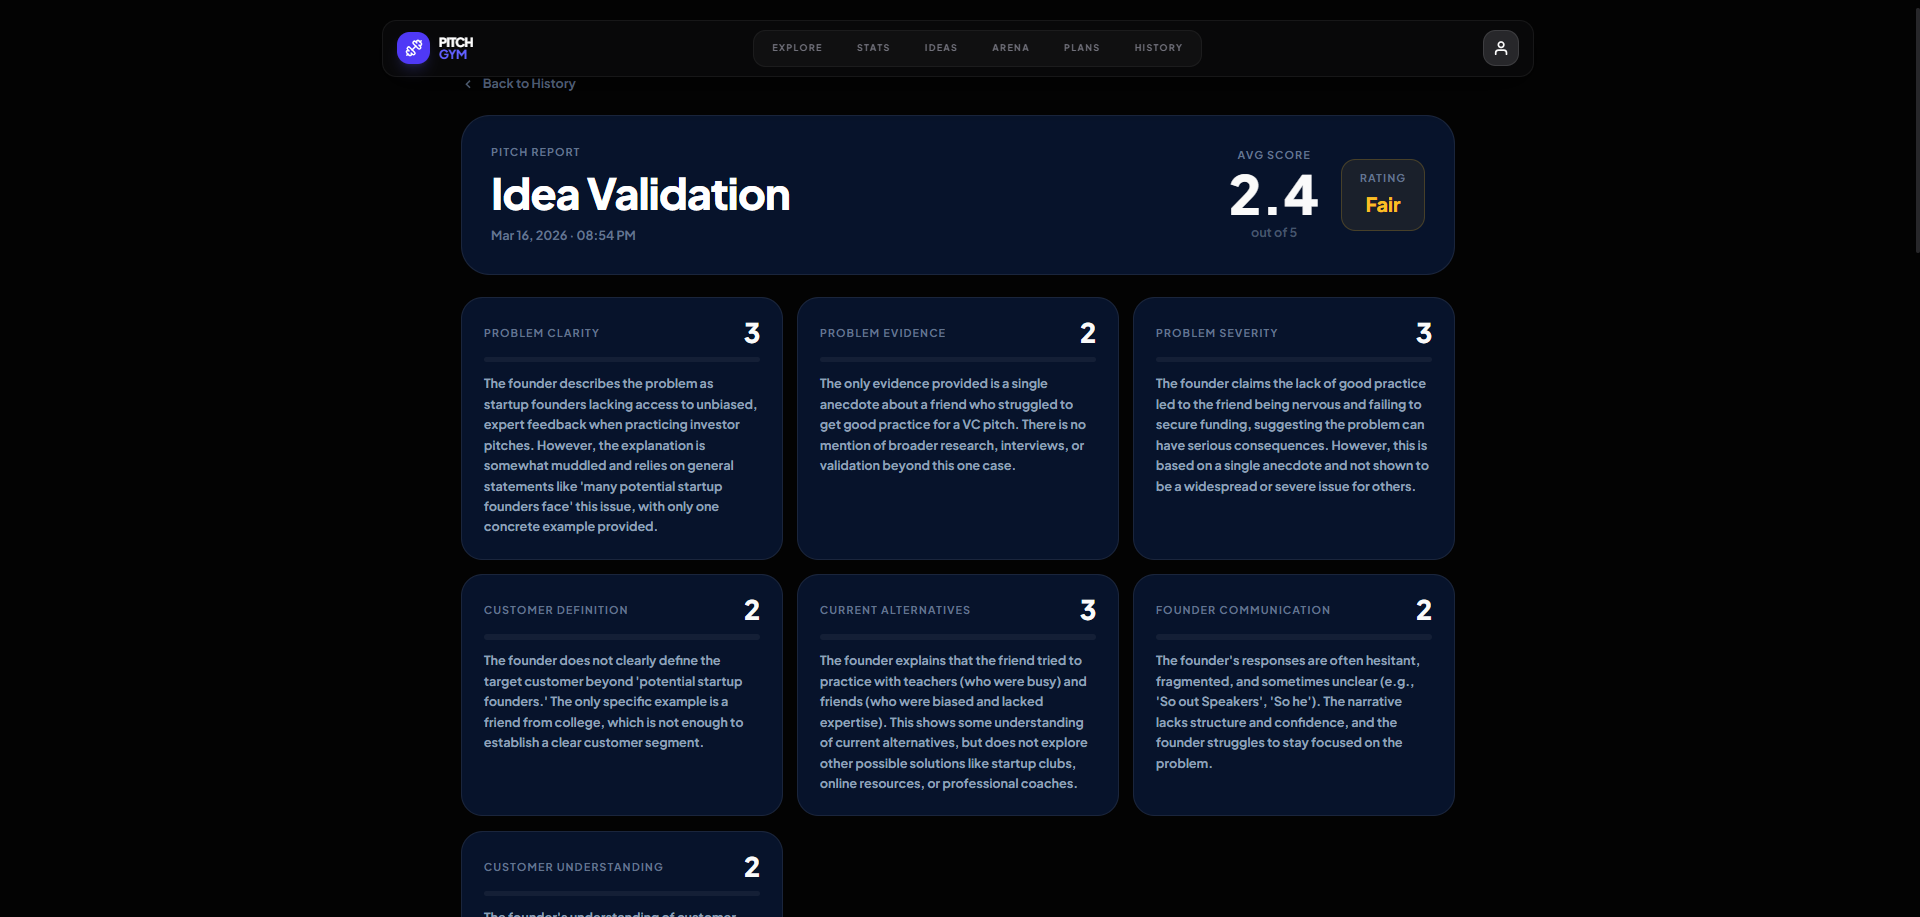 PITCH
GYM
EXPLORE STATS IDEAS ARENA PLANS HISTORY
Back to History
PITCH REPORT
Idea Validation
Mar 16, 2026 · 08:54 PM
AVG SCORE
2.4
out of 5
RATING
Fair
PROBLEM CLARITY 3
The founder describes the problem as
startup founders lacking access to unbiased,
expert feedback when practicing investor
pitches. However, the explanation is
somewhat muddled and relies on general
statements like 'many potential startup
founders face' this issue, with only one
concrete example provided.
PROBLEM EVIDENCE 2
The only evidence provided is a single
anecdote about a friend who struggled to
get good practice for a VC pitch. There is no
mention of broader research, interviews, or
validation beyond this one case.
PROBLEM SEVERITY 3
The founder claims the lack of good practice
led to the friend being nervous and failing to
secure funding, suggesting the problem can
have serious consequences. However, this is
based on a single anecdote and not shown to
be a widespread or severe issue for others.
CUSTOMER DEFINITION 2
The founder does not clearly define the
target customer beyond 'potential startup
founders.' The only specific example is a
friend from college, which is not enough to
establish a clear customer segment.
CURRENT ALTERNATIVES 3
The founder explains that the friend tried to
practice with teachers (who were busy) and
friends (who were biased and lacked
expertise). This shows some understanding
of current alternatives, but does not explore
other possible solutions like startup clubs,
online resources, or professional coaches.
FOUNDER COMMUNICATION 2
The founder's responses are often hesitant,
fragmented, and sometimes unclear (e.g.,
'So out Speakers', 'So he'). The narrative
lacks structure and confidence, and the
founder struggles to stay focused on the
problem.
CUSTOMER UNDERSTANDING 2
The founder's understanding of customer